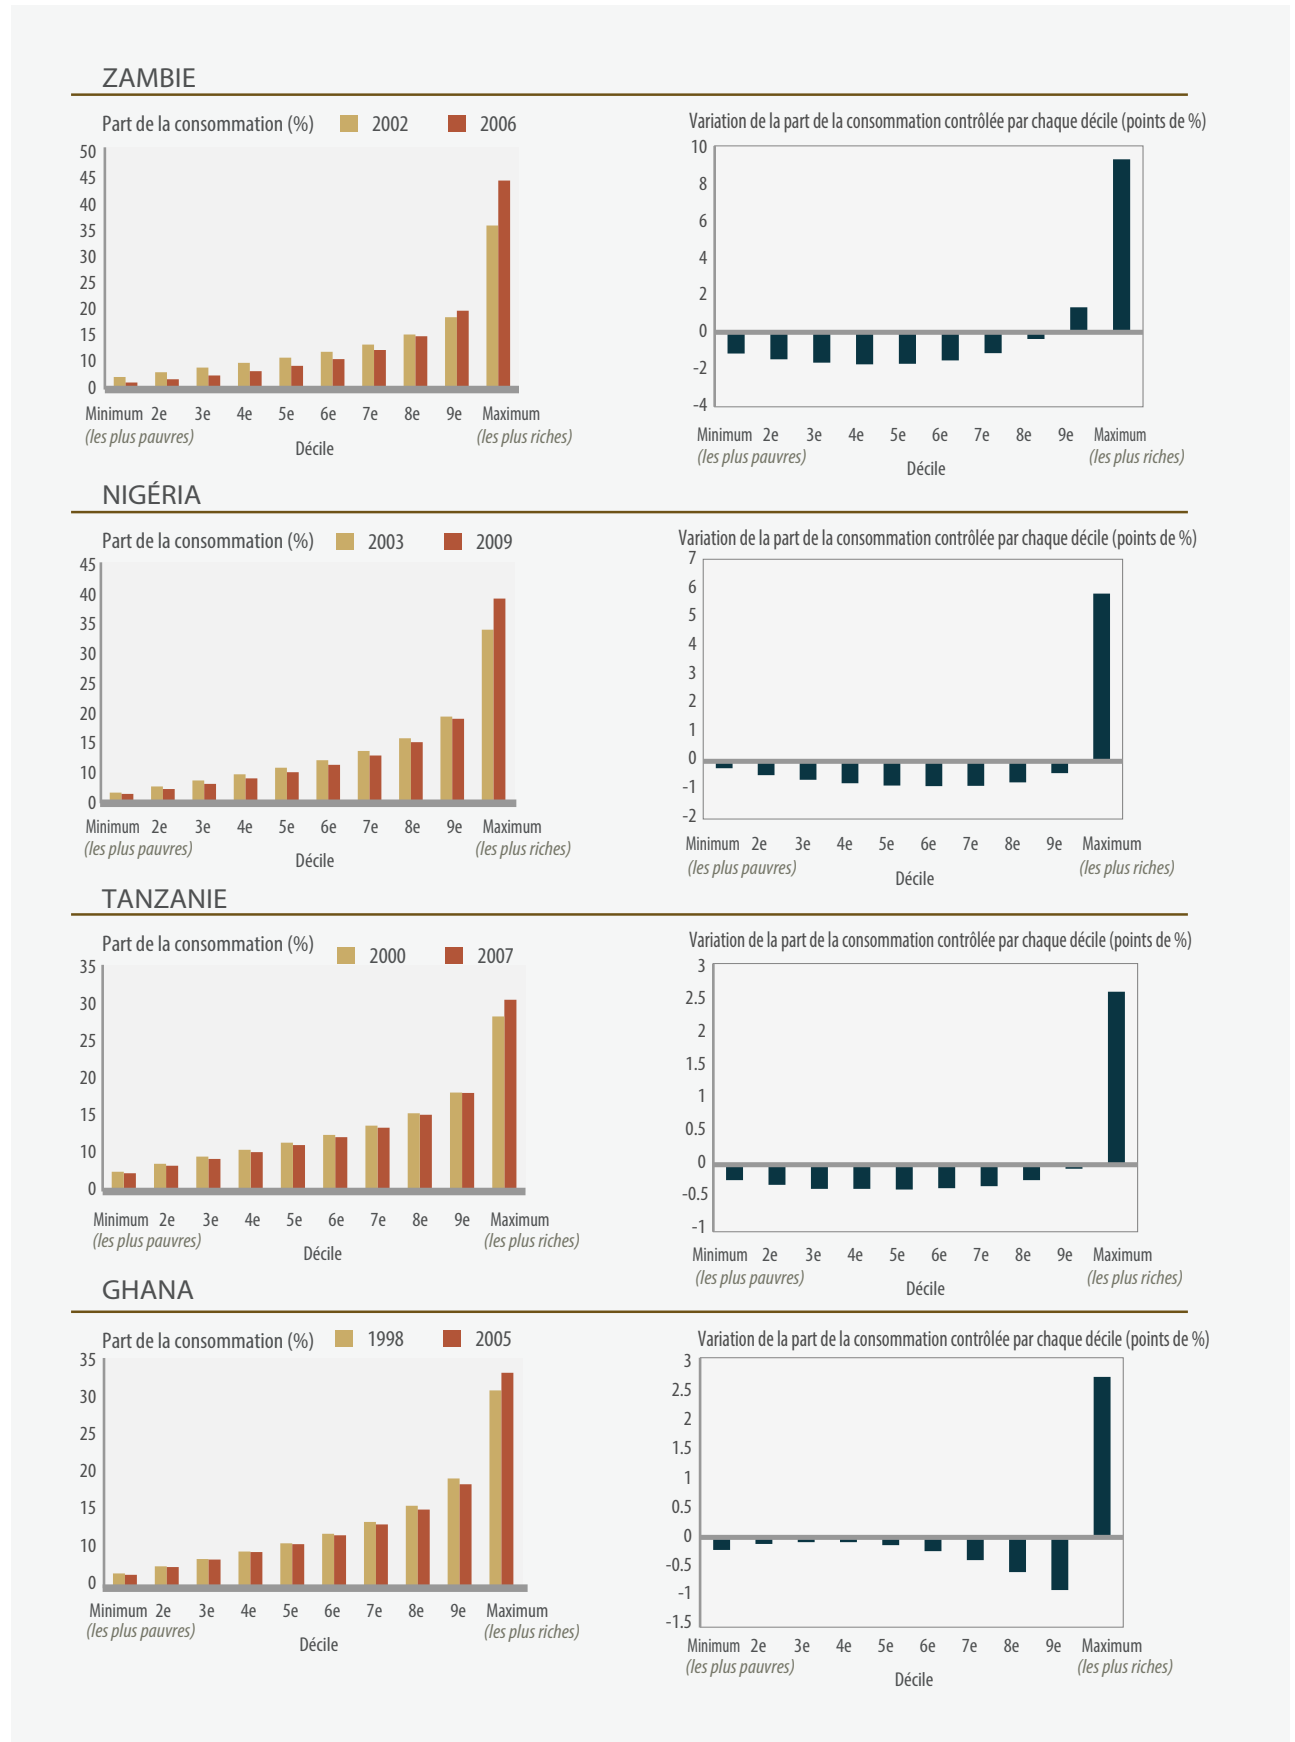 ZAMBIE
Part de la consommation (%) 2002 2006
50
45
40
35
30
25
20
15
10
0
Minimum 2e 3e 4e 5e 6e 7e 8e 9e Maximum
(les plus pauvres) (les plus riches)
Décile
Variation de la part de la consommation contrôlée par chaque décile (points de %)
10
8
6
4
2
0
-2
-4
Minimum 2e 3e 4e 5e 6e 7e 8e 9e Maximum
(les plus pauvres) (les plus riches)
Décile
NIGÉRIA
Part de la consommation (%) 2003 2009
45
40
35
30
25
20
15
10
0
Minimum 2e 3e 4e 5e 6e 7e 8e 9e Maximum
(les plus pauvres) (les plus riches)
Décile
Variation de la part de la consommation contrôlée par chaque décile (points de %)
7
6
5
4
3
2
1
0
-1
-2
Minimum 2e 3e 4e 5e 6e 7e 8e 9e Maximum
(les plus pauvres) (les plus riches)
Décile
TANZANIE
Part de la consommation (%) 2000 2007
35
30
25
20
15
10
0
Minimum 2e 3e 4e 5e 6e 7e 8e 9e Maximum
(les plus pauvres) (les plus riches)
Décile
Variation de la part de la consommation contrôlée par chaque décile (points de %)
3
2.5
2
1.5
1
0.5
0
-0.5
-1
Minimum 2e 3e 4e 5e 6e 7e 8e 9e Maximum
(les plus pauvres) (les plus riches)
Décile
GHANA
Part de la consommation (%) 1998 2005
35
30
25
20
15
10
0
Minimum 2e 3e 4e 5e 6e 7e 8e 9e Maximum
(les plus pauvres) (les plus riches)
Décile
Variation de la part de la consommation contrôlée par chaque décile (points de %)
3
2.5
2
1.5
1
0.5
0
-0.5
-1
-1.5
Minimum 2e 3e 4e 5e 6e 7e 8e 9e Maximum
(les plus pauvres) (les plus riches)
Décile